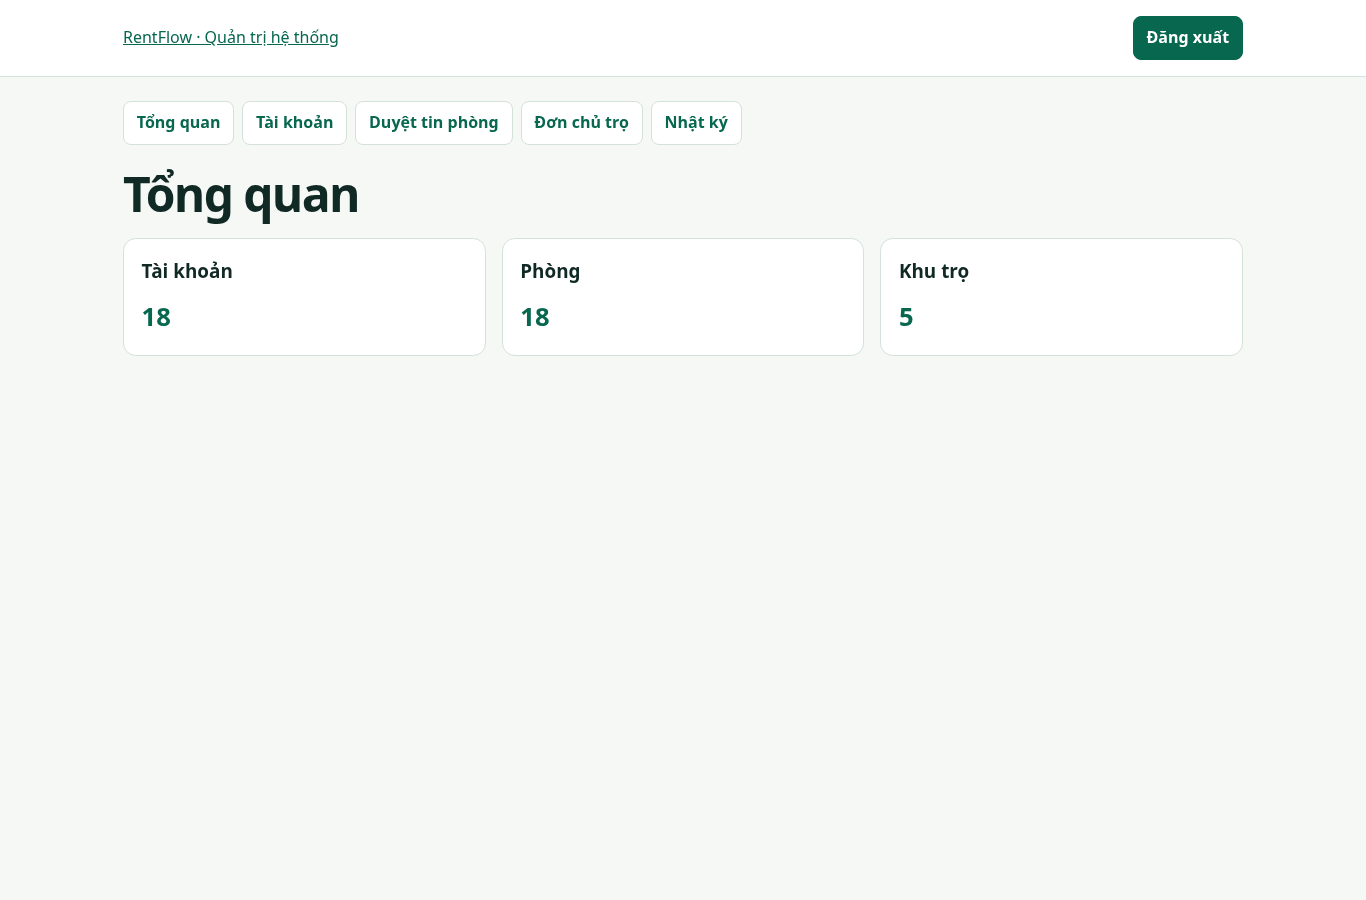 RentFlow · Quản trị hệ thống
Đăng xuất
Tổng quan
Tài khoản
Duyệt tin phòng
Đơn chủ trọ
Nhật ký
Tổng quan
Tài khoản
18
Phòng
18
Khu trọ
5